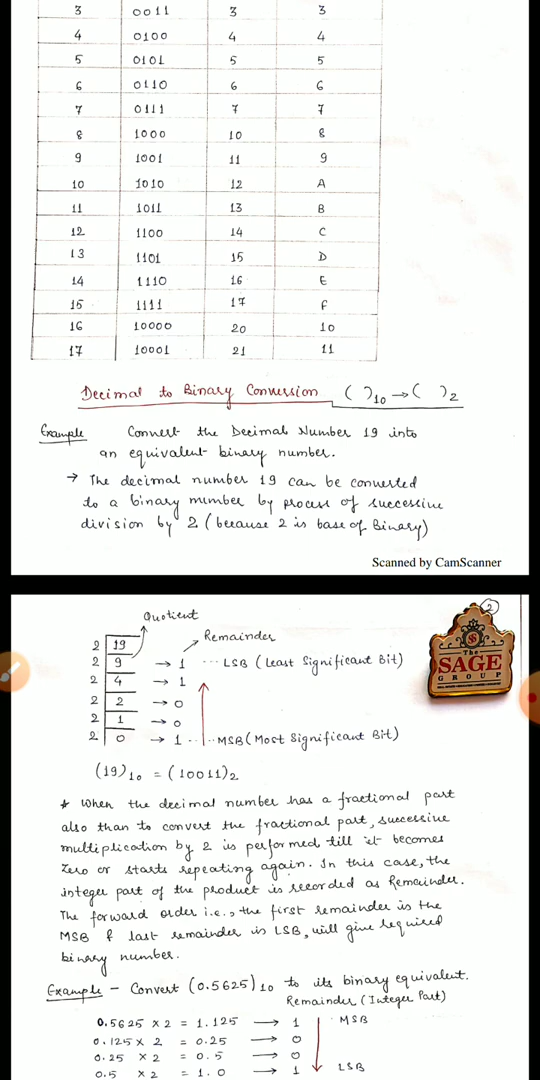 3 0011 3 3
4 0100 4 4
5 0101 5 5
6 0110 6 6
7 0111 7 7
8 1000 10 8
9 1001 11 9
10 1010 12 A
11 1011 13 B
12 1100 14 C
13 1101 15 D
14 1110 16 E
15 1111 17 F
16 10000 20 10
17 10001 21 11
Decimal to Binary Conversion ( )10 → ( )2
Example Convert the Decimal Number 19 into
an equivalent binary number.
→ The decimal number 19 can be converted
to a binary number by process of successive
division by 2 (because 2 is base of Binary)
Scanned by CamScanner
2
Quotient
Remainder
2 19
2 9 → 1 ... LSB (Least Significant Bit)
2 4 → 1
2 2 → 0
2 1 → 0
2 0 → 1 .. .. MSB (Most Significant Bit)
The
SAGE
GROUP
(19)10 = (10011)2
* When the decimal number has a fractional part
also than to convert the fractional part, successive
multiplication by 2 is performed till it becomes
Zero or starts repeating again. In this case, the
integer part of the product is recorded as Remainder.
The forward order i.e., the first remainder is the
MSB & last remainder is LSB, will give required
binary number.
Example - Convert (0.5625)10 to its binary equivalent.
Remainder (Integer Part)
0.5625 x 2 = 1.125 → 1 MSB
0.125 x 2 = 0.25 → 0
0.25 x 2 = 0.5 → 0
0.5 x 2 = 1.0 → 1 LSB